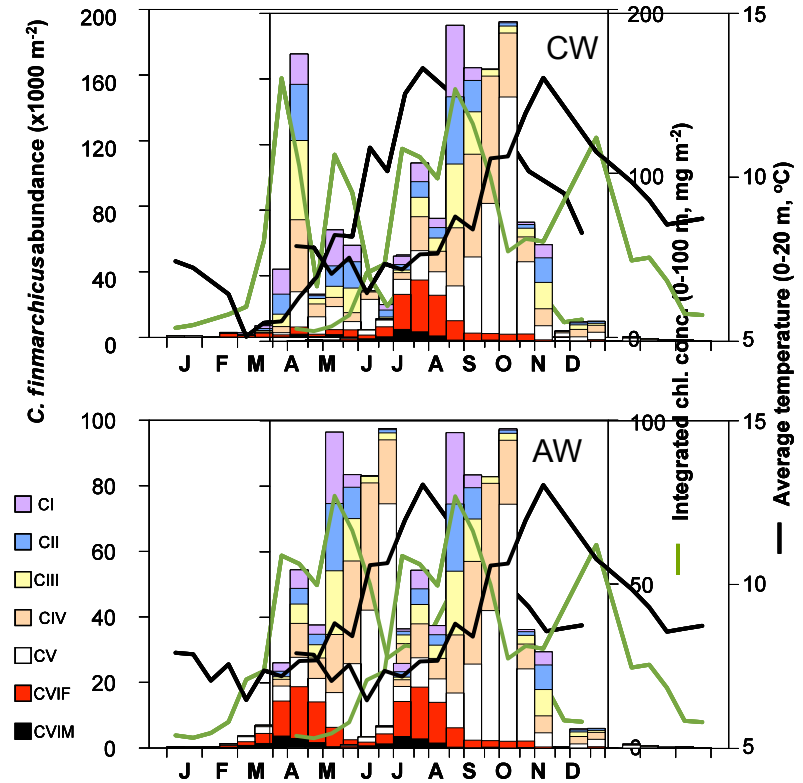 C. finmarchicusabundance (x1000 m-2)
200
160
120
80
40
0
CW
200
100
0
15
10
5
J F M A M J J A S O N D
Integrated chl. conc. (0-100 m, mg m-2)
Average temperature (0-20 m, ºC)
100
80
60
40
20
0
AW
100
50
0
15
10
5
J F M A M J J A S O N D
CI
CII
CIII
CIV
CV
CVIF
CVIM